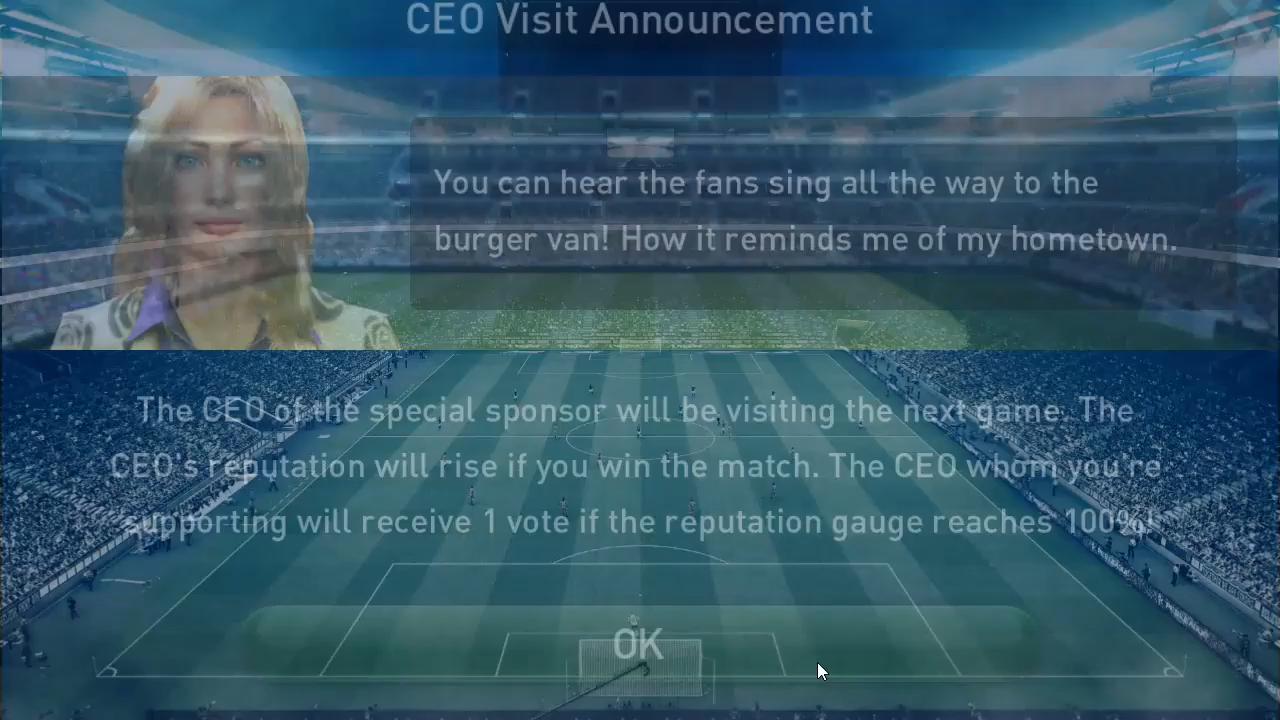 CEO Visit Announcement
You can hear the fans sing all the way to the
burger van! How it reminds me of my hometown.
The CEO of the special sponsor will be visiting the next game. The
CEO's reputation will rise if you win the match. The CEO whom you're
supporting will receive 1 vote if the reputation gauge reaches 100%!
OK